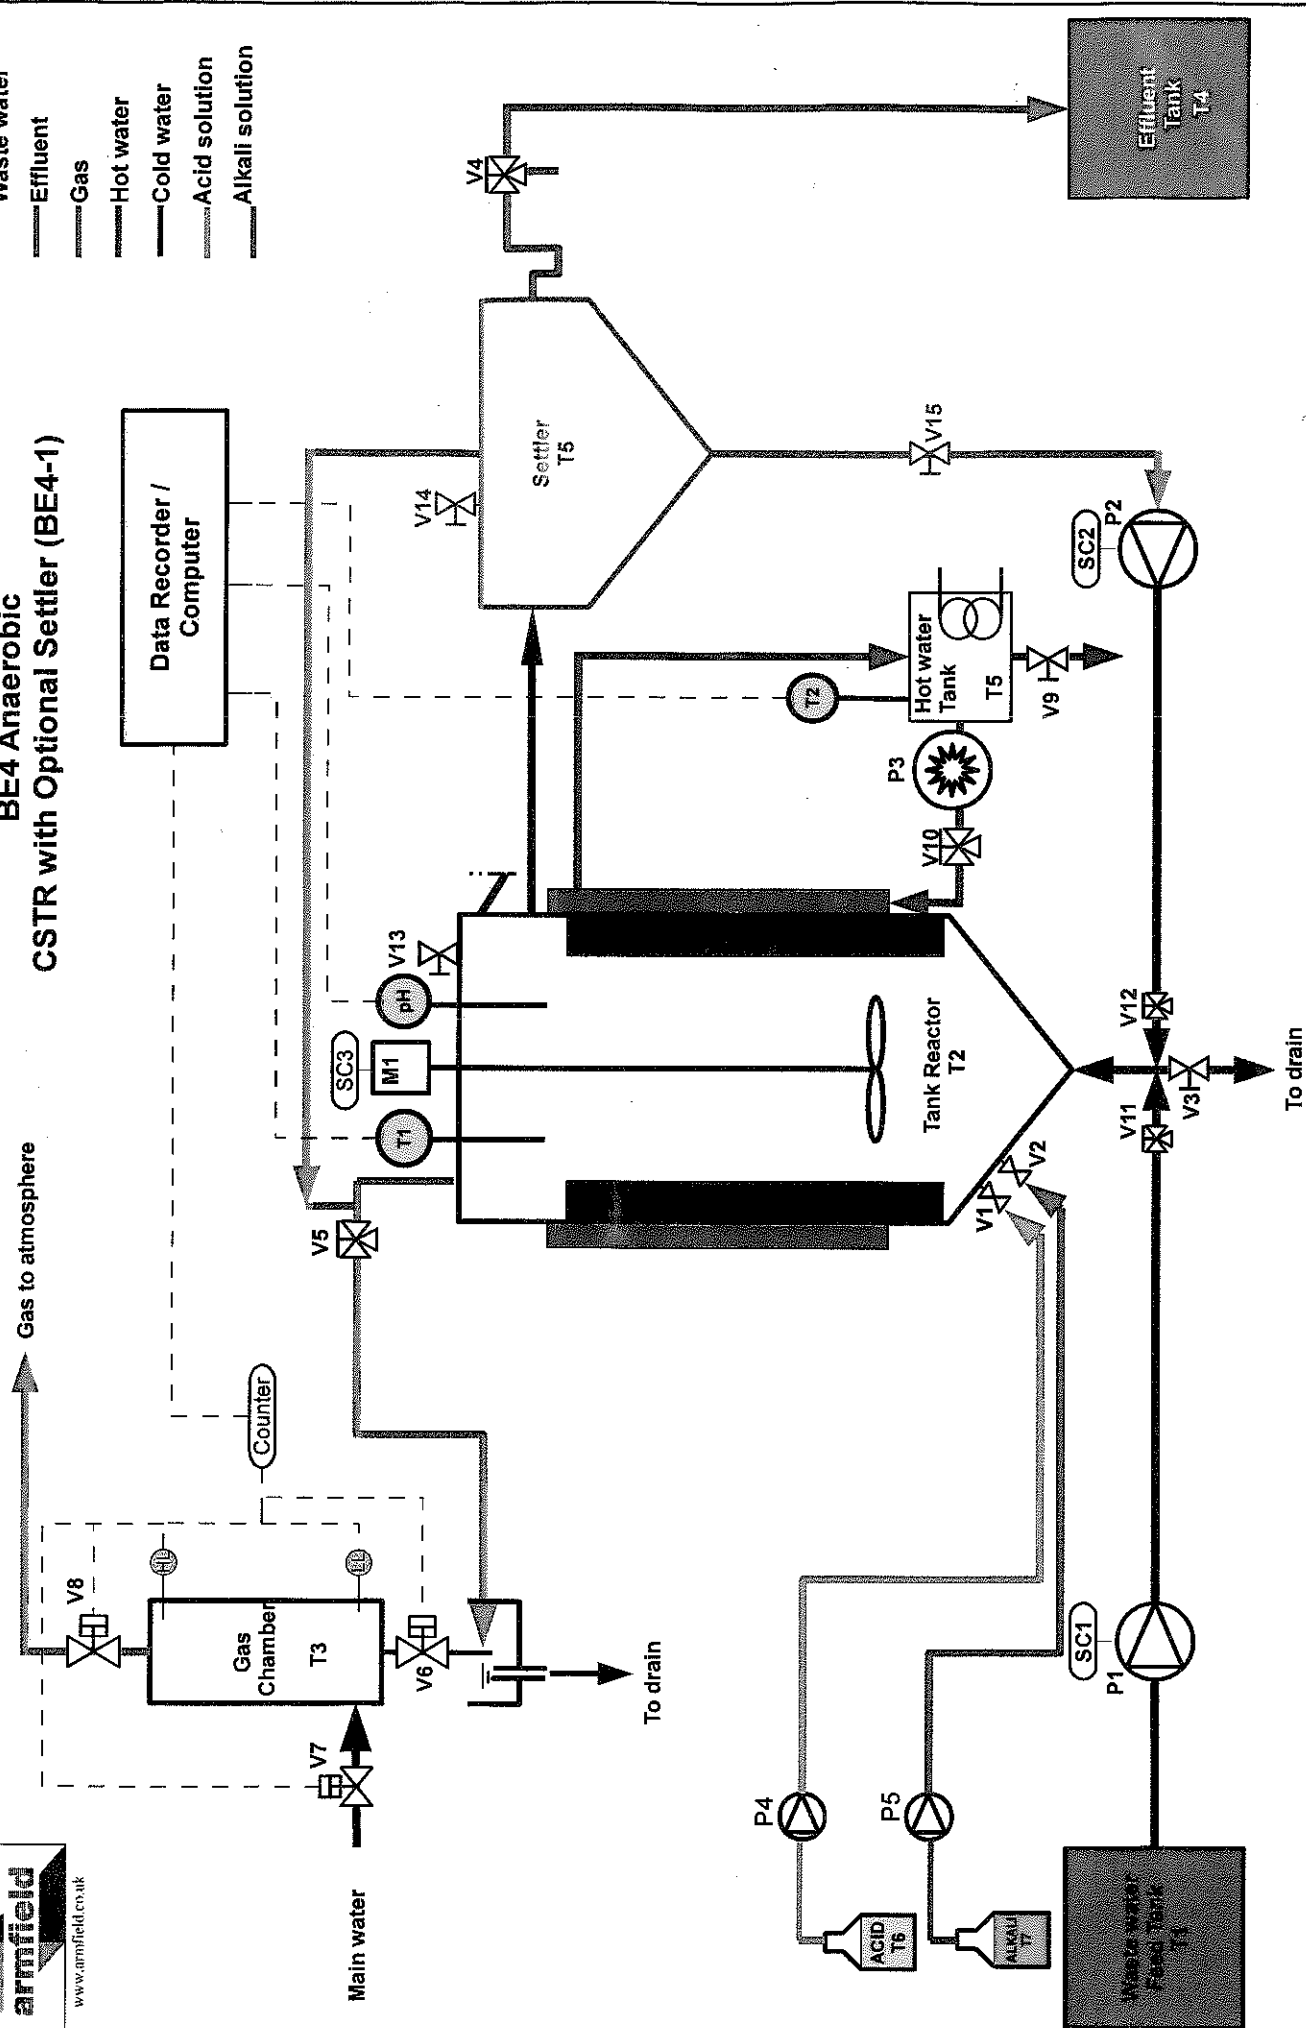 armfield
www.armfield.co.uk
BE4 Anaerobic
CSTR with Optional Settler (BE4-1)
Waste water
Effluent
Gas
Hot water
Cold water
Acid solution
Alkali solution
Gas to atmosphere
Data Recorder /
Computer
Counter
V8
HL
LL
Gas
Chamber
T3
V7
V6
Main water
To drain
V5
SC3
M1
T1
pH
V13
V14
V4
Settler
T5
Effluent
Tank
T4
T2
Hot water
Tank
T5
P3
V10
V9
V15
Tank Reactor
T2
V1
V2
P4
P5
ACID
T6
ALKALI
T7
SC1
P1
SC2
P2
V11
V12
V3
To drain
Waste water
Feed Tank
T1